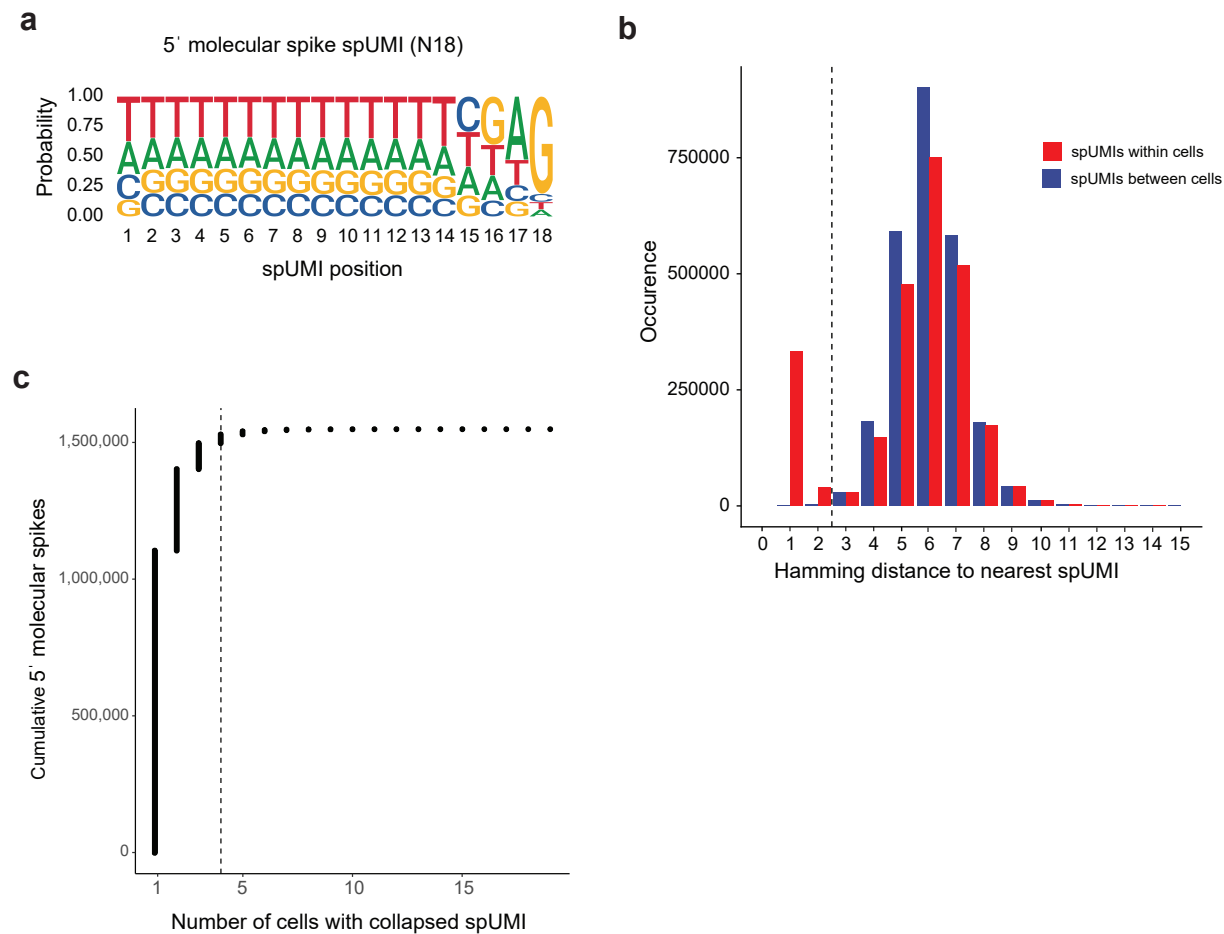 a
5' molecular spike spUMI (N18)
Probability
1.00
0.75
0.50
0.25
0.00
TTTTTTTTTTTTTTCGAG
AAAAAAAAAAAAAATTTC
CGGGGGGGGGGGGGAACT
GCCCCCCCCCCCCCGCGA
1 2 3 4 5 6 7 8 9 10 11 12 13 14 15 16 17 18
spUMI position
b
Occurence
750000
500000
250000
0
spUMIs within cells
spUMIs between cells
0 1 2 3 4 5 6 7 8 9 10 11 12 13 14 15
Hamming distance to nearest spUMI
c
Cumulative 5' molecular spikes
1,500,000
1,000,000
500,000
0
1 5 10 15
Number of cells with collapsed spUMI